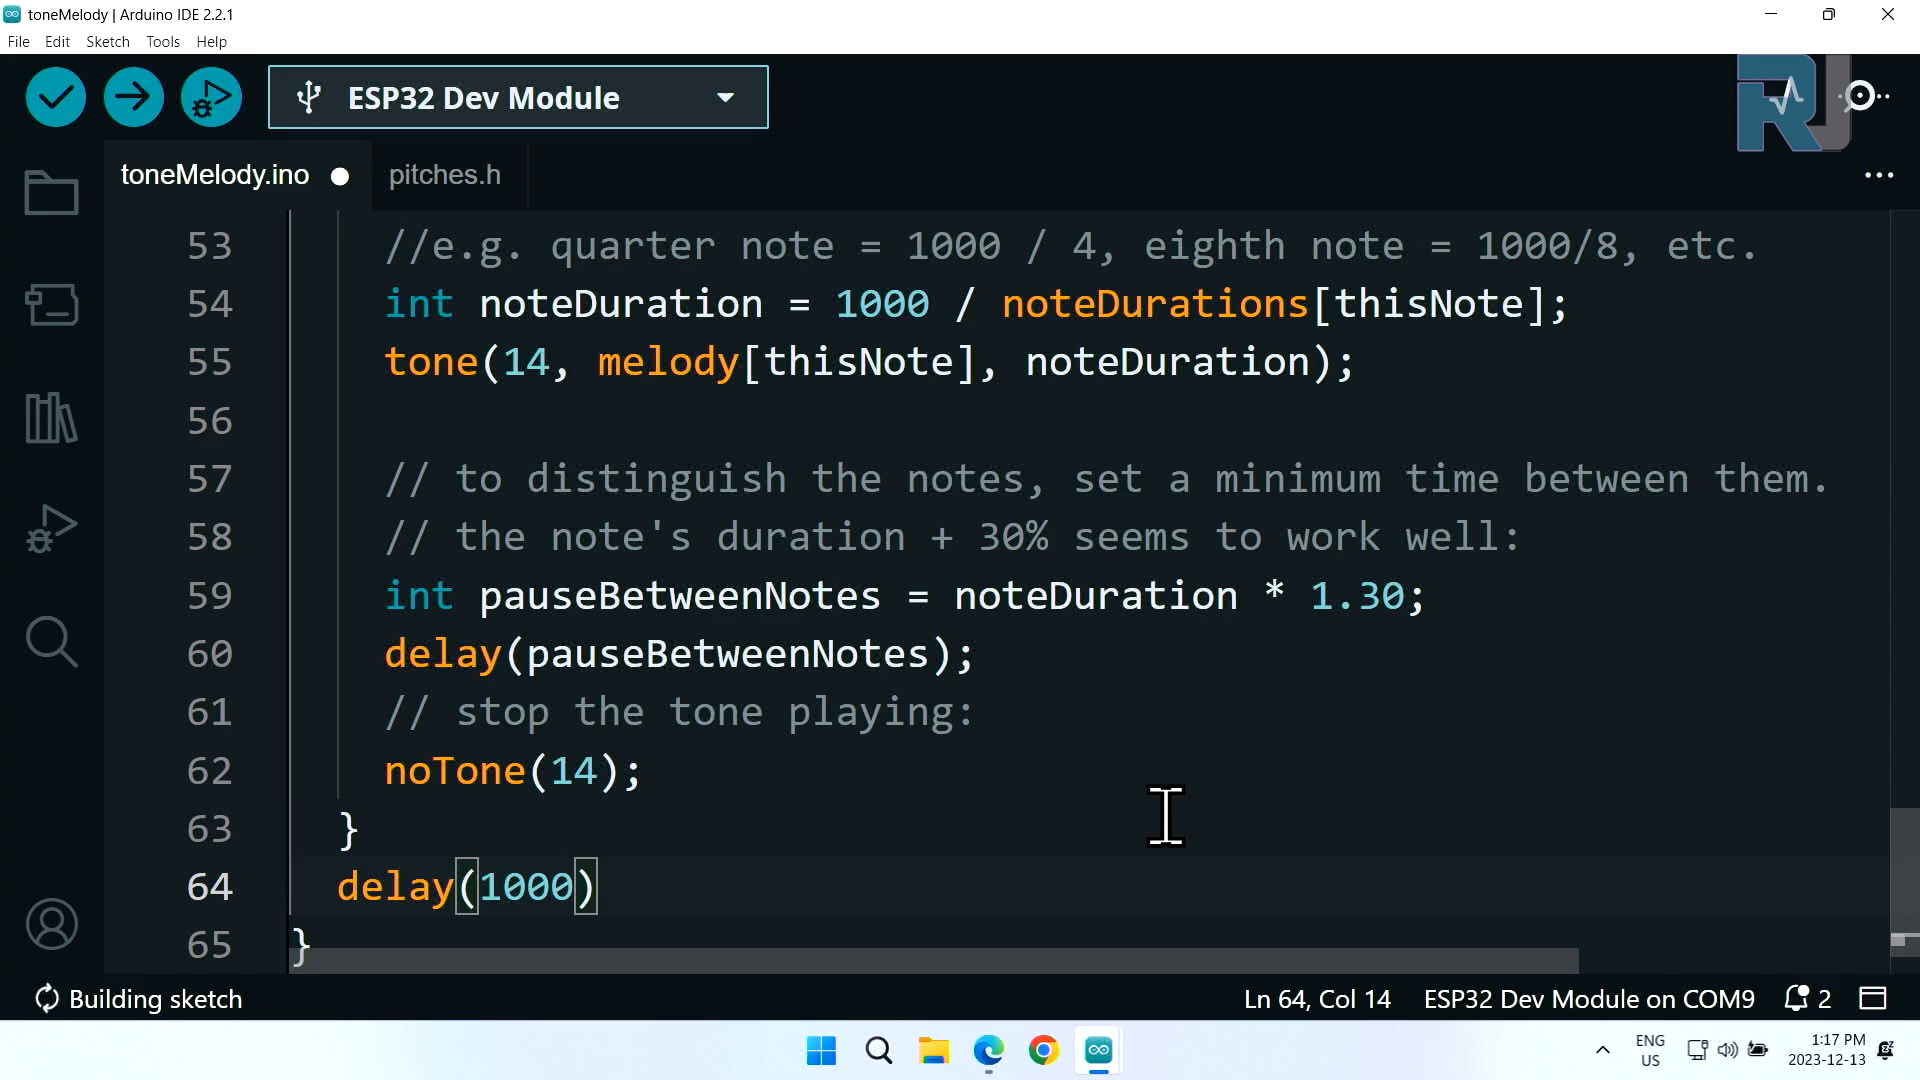 toneMelody | Arduino IDE 2.2.1
File Edit Sketch Tools Help
ESP32 Dev Module
RJ
toneMelody.ino pitches.h
53 //e.g. quarter note = 1000 / 4, eighth note = 1000/8, etc.
54 int noteDuration = 1000 / noteDurations[thisNote];
55 tone(14, melody[thisNote], noteDuration);
56
57 // to distinguish the notes, set a minimum time between them.
58 // the note's duration + 30% seems to work well:
59 int pauseBetweenNotes = noteDuration * 1.30;
60 delay(pauseBetweenNotes);
61 // stop the tone playing:
62 noTone(14);
63 }
64 delay(1000)
65 }
Building sketch Ln 64, Col 14 ESP32 Dev Module on COM9 2
ENG 1:17 PM
US 2023-12-13